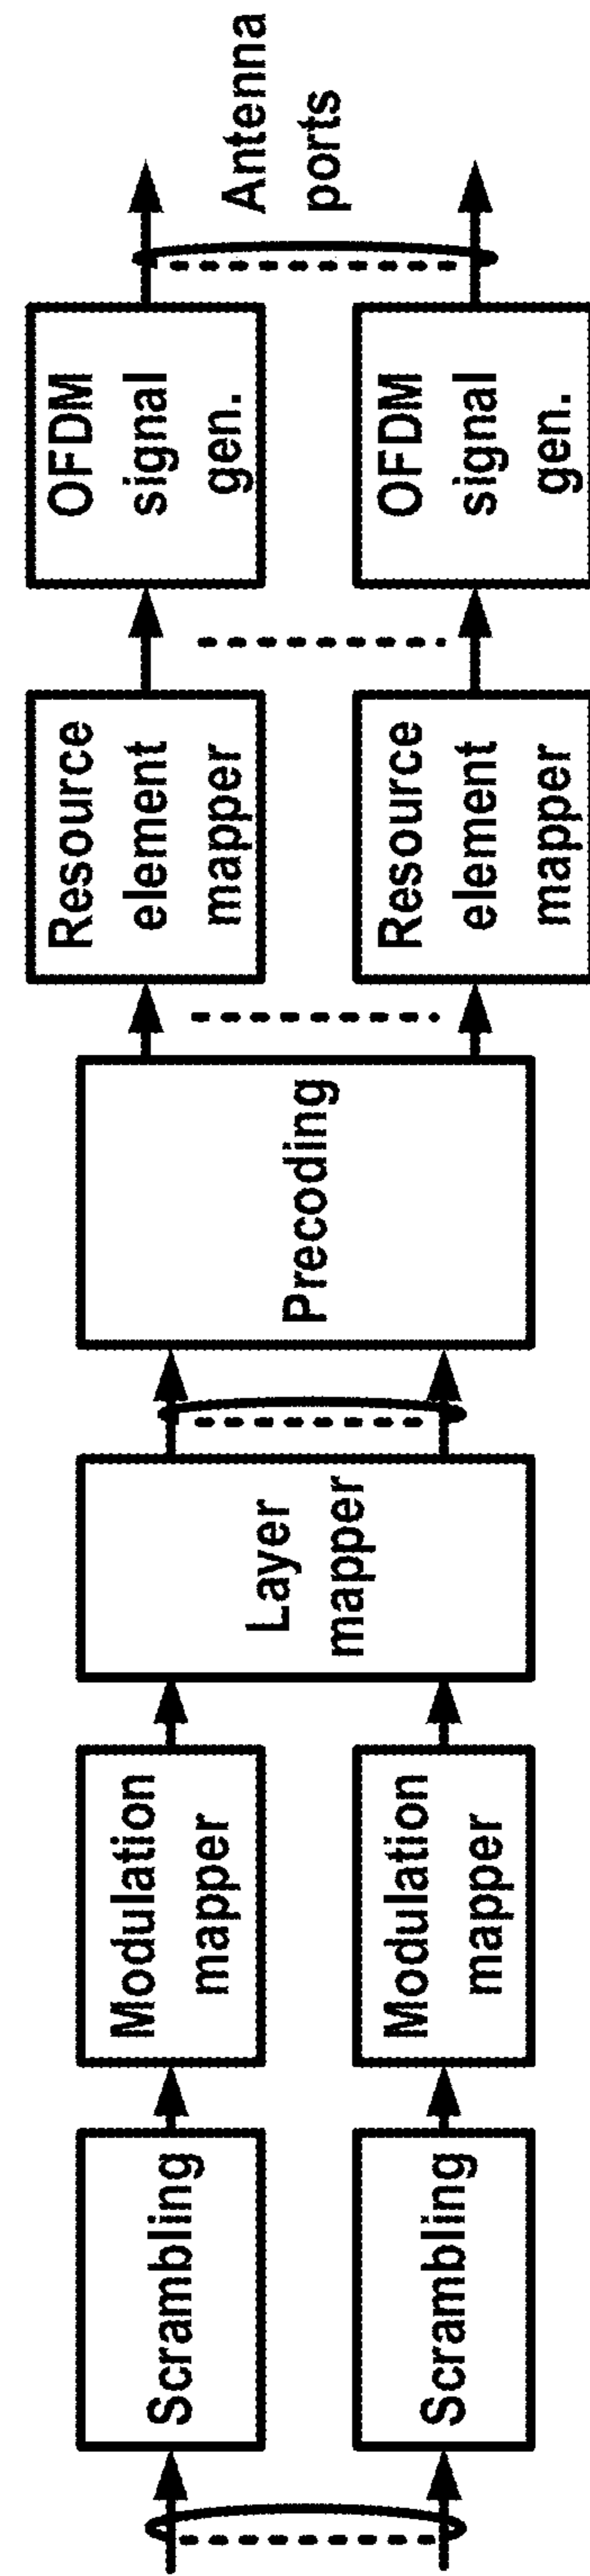 Scrambling
Scrambling
Modulation
mapper
Modulation
mapper
Layer
mapper
Precoding
Resource
element
mapper
Resource
element
mapper
OFDM
signal
gen.
OFDM
signal
gen.
Antenna
ports